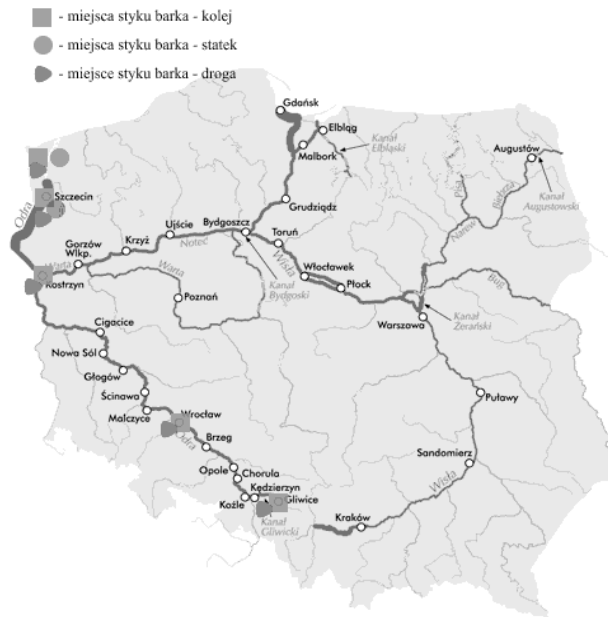 - miejsca styku barka - kolej
- miejsca styku barka - statek
- miejsce styku barka - droga
Gdańsk
Elbląg
Kanał
Elbląski
Malbork
Augustów
Kanał
Augustowski
Pisa
Biebrza
Narew
Szczecin
Odra
Grudziądz
Bydgoszcz
Ujście
Krzyż
Noteć
Gorzów
Wlkp.
Warta
Kostrzyn
Toruń
Wisła
Włocławek
Płock
Kanał
Bydgoski
Warta
Poznań
Bug
Kanał
Żerański
Warszawa
Cigacice
Nowa Sól
Głogów
Ścinawa
Malczyce
Wrocław
Odra
Brzeg
Opole
Chorula
Kędzierzyn
Koźle
Gliwice
Kanał
Gliwicki
Puławy
Sandomierz
Wisła
Kraków